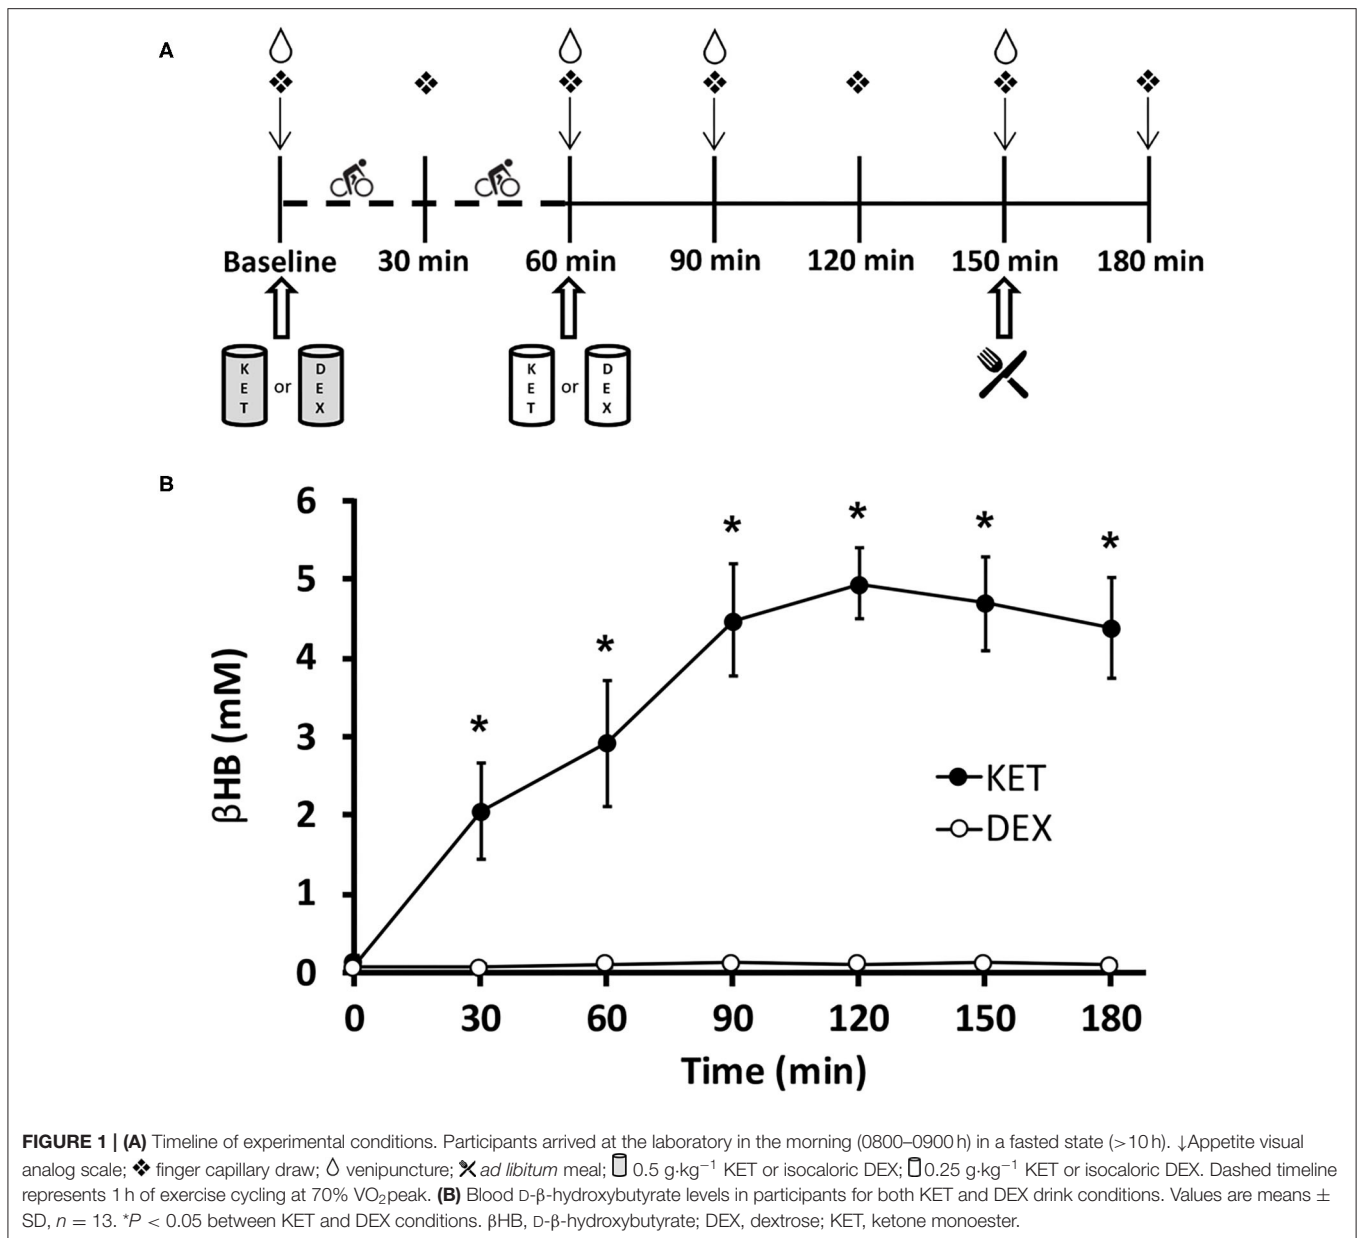 A
Baseline 30 min 60 min 90 min 120 min 150 min 180 min
KET or DEX KET or DEX
B
6
5
4
3
2
1
0
βHB (mM)
* * * * * *
KET
DEX
0 30 60 90 120 150 180
Time (min)
FIGURE 1 | (A) Timeline of experimental conditions. Participants arrived at the laboratory in the morning (0800–0900 h) in a fasted state (>10 h). ↓Appetite visual
analog scale; ❖ finger capillary draw; venipuncture; ad libitum meal; 0.5 g·kg⁻¹ KET or isocaloric DEX; 0.25 g·kg⁻¹ KET or isocaloric DEX. Dashed timeline
represents 1 h of exercise cycling at 70% VO₂peak. (B) Blood D-β-hydroxybutyrate levels in participants for both KET and DEX drink conditions. Values are means ±
SD, n = 13. *P < 0.05 between KET and DEX conditions. βHB, D-β-hydroxybutyrate; DEX, dextrose; KET, ketone monoester.